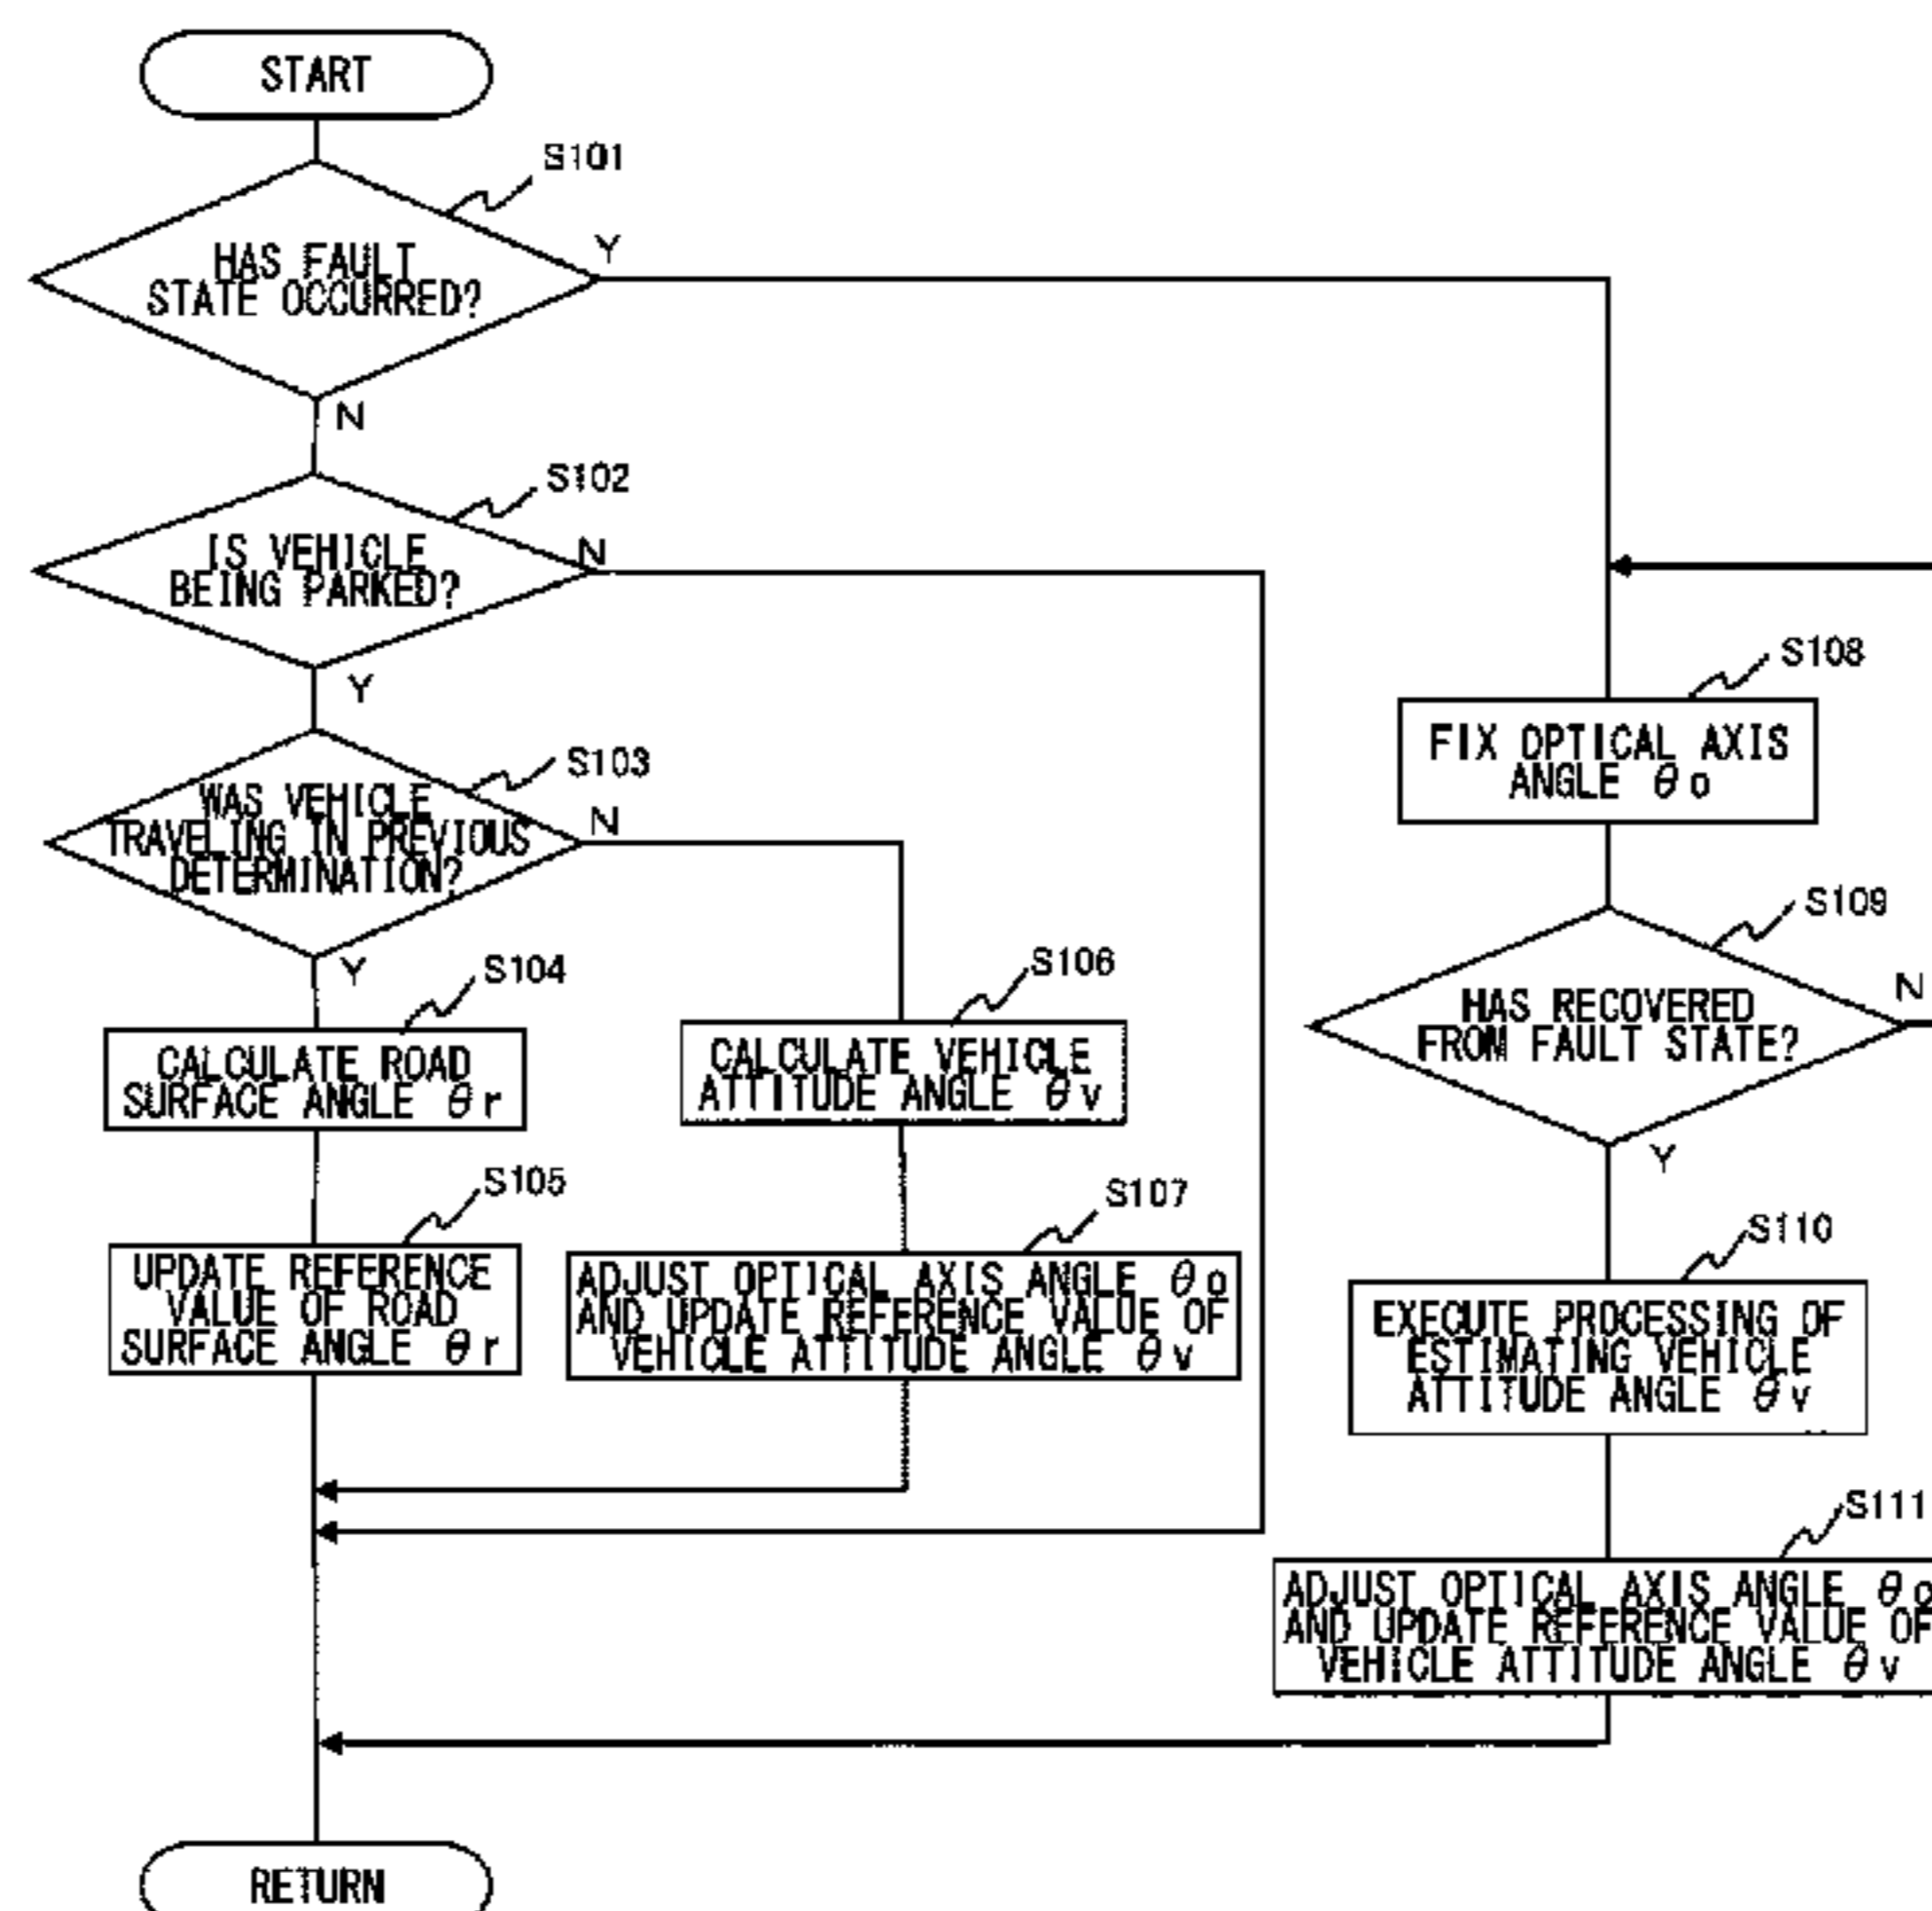 START
S101
HAS FAULT
STATE OCCURRED?
Y
N
S102
IS VEHICLE
BEING PARKED?
N
Y
S103
WAS VEHICLE
TRAVELING IN PREVIOUS
DETERMINATION?
N
Y
S104
CALCULATE ROAD
SURFACE ANGLE θr
S105
UPDATE REFERENCE
VALUE OF ROAD
SURFACE ANGLE θr
S106
CALCULATE VEHICLE
ATTITUDE ANGLE θv
S107
ADJUST OPTICAL AXIS ANGLE θo
AND UPDATE REFERENCE VALUE OF
VEHICLE ATTITUDE ANGLE θv
S108
FIX OPTICAL AXIS
ANGLE θo
S109
HAS RECOVERED
FROM FAULT STATE?
N
Y
S110
EXECUTE PROCESSING OF
ESTIMATING VEHICLE
ATTITUDE ANGLE θv
S111
ADJUST OPTICAL AXIS ANGLE θo
AND UPDATE REFERENCE VALUE OF
VEHICLE ATTITUDE ANGLE θv
RETURN